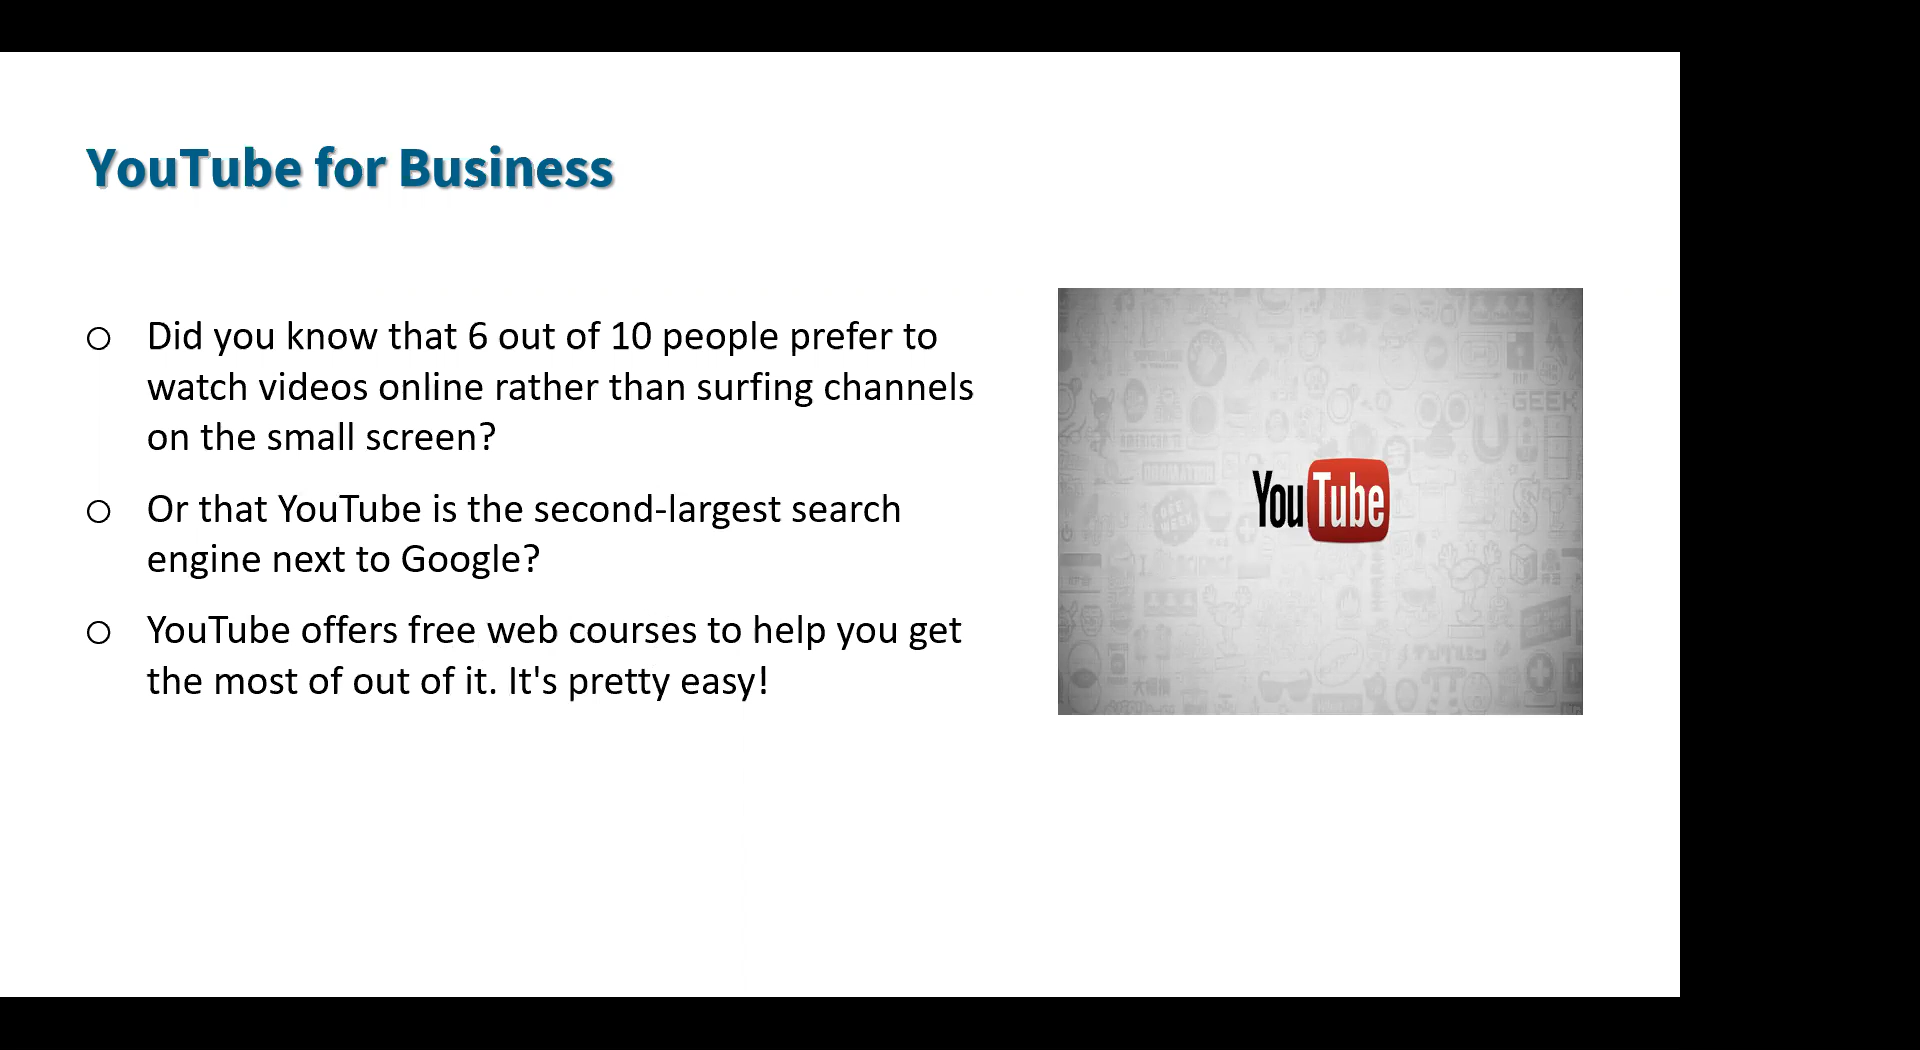 YouTube for Business
○ Did you know that 6 out of 10 people prefer to
watch videos online rather than surfing channels
on the small screen?
○ Or that YouTube is the second-largest search
engine next to Google?
○ YouTube offers free web courses to help you get
the most of out of it. It's pretty easy!
GEEK
YouTube